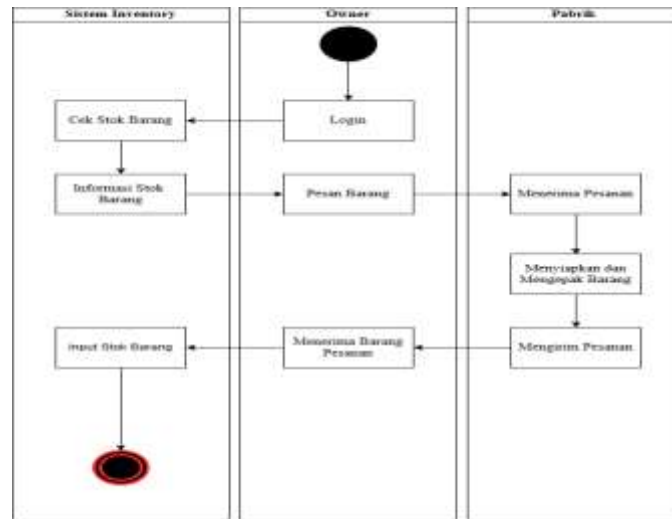 Sistem Inventory
Owner
Pabrik
Cek Stok Barang
Login
Informasi Stok
Barang
Pesan Barang
Menerima Pesanan
Menyiapkan dan
Mengepak Barang
Input Stok Barang
Menerima Barang
Pesanan
Mengirim Pesanan